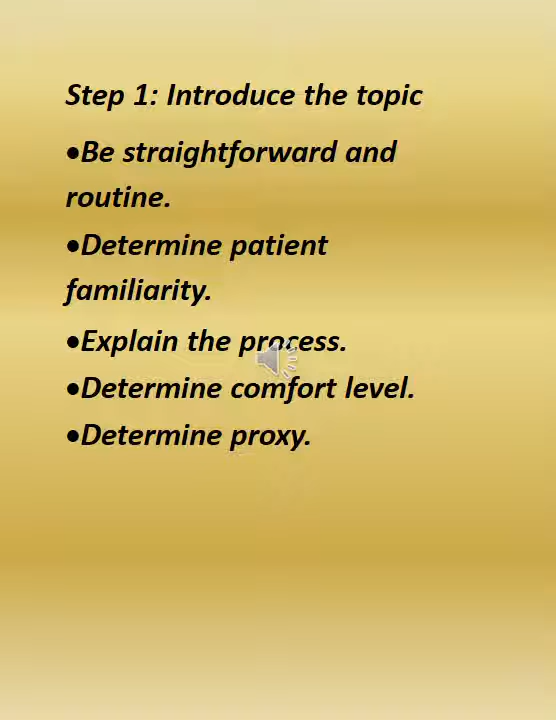 Step 1: Introduce the topic
•Be straightforward and
routine.
•Determine patient
familiarity.
•Explain the process.
•Determine comfort level.
•Determine proxy.